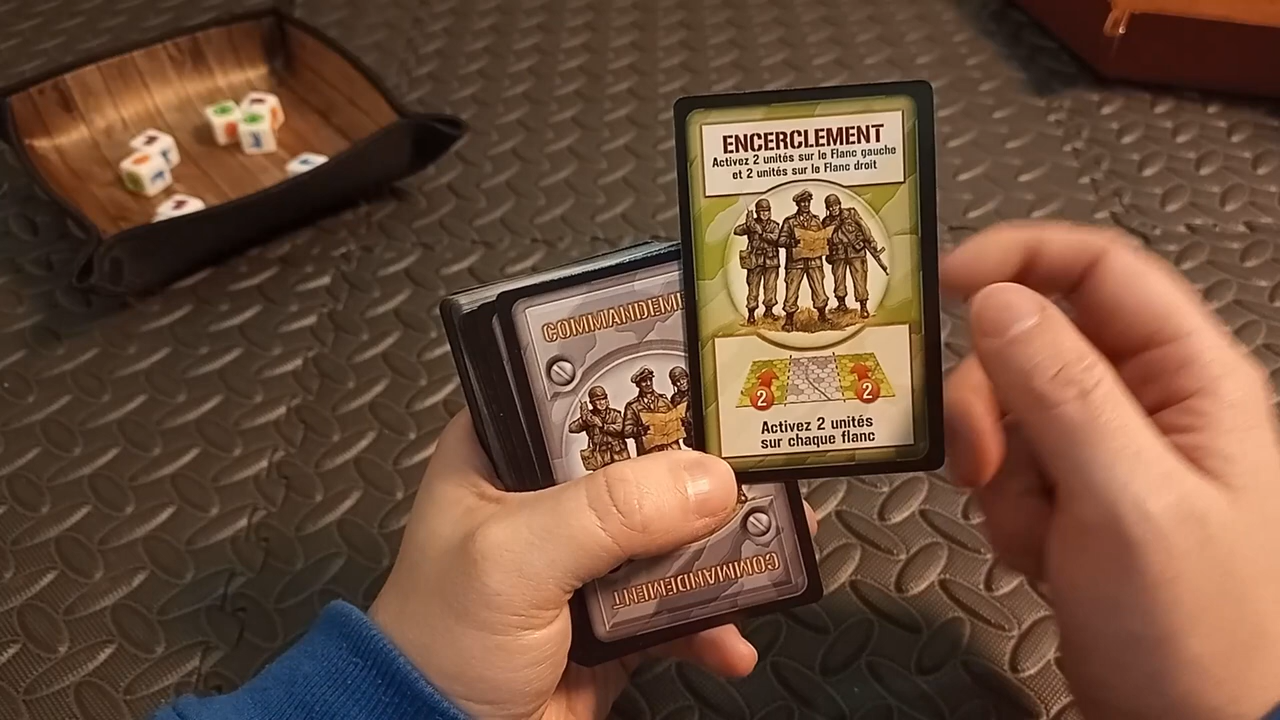 ENCERCLEMENT
Activez 2 unités sur le Flanc gauche
et 2 unités sur le Flanc droit
2
2
Activez 2 unités
sur chaque flanc
COMMANDEME
COMMANDEMENT